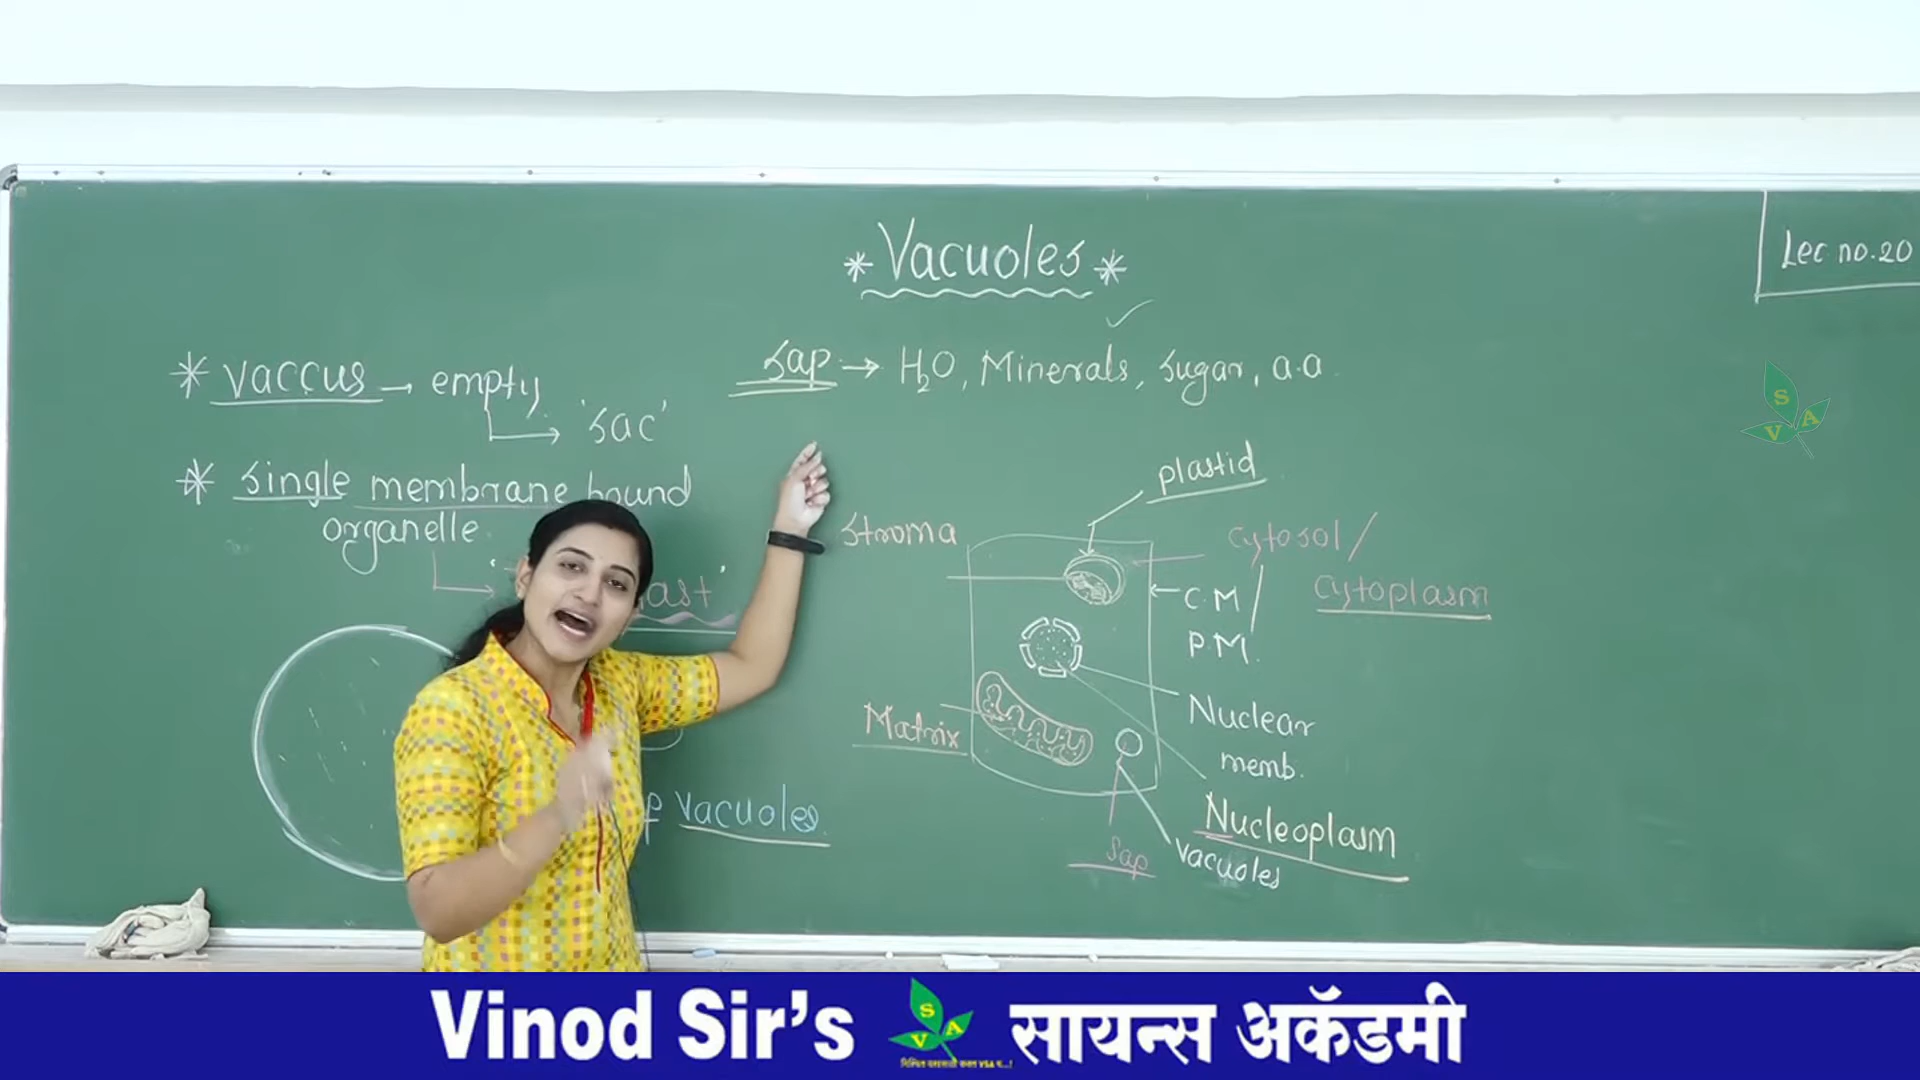 * Vacuoles *
Lec no.20
* vaccus → empty
'sac'
* single membrane bound
organelle
sap → H₂O, Minerals, sugar, a.a
plastid
stroma
cytosol /
cytoplasm
C.M /
P.M.
Nuclear
memb.
Matrix
Nucleoplasm
vacuoles
sap
vacuoles
S
V A
Vinod Sir's
S
V A
सायन्स अकॅडमी